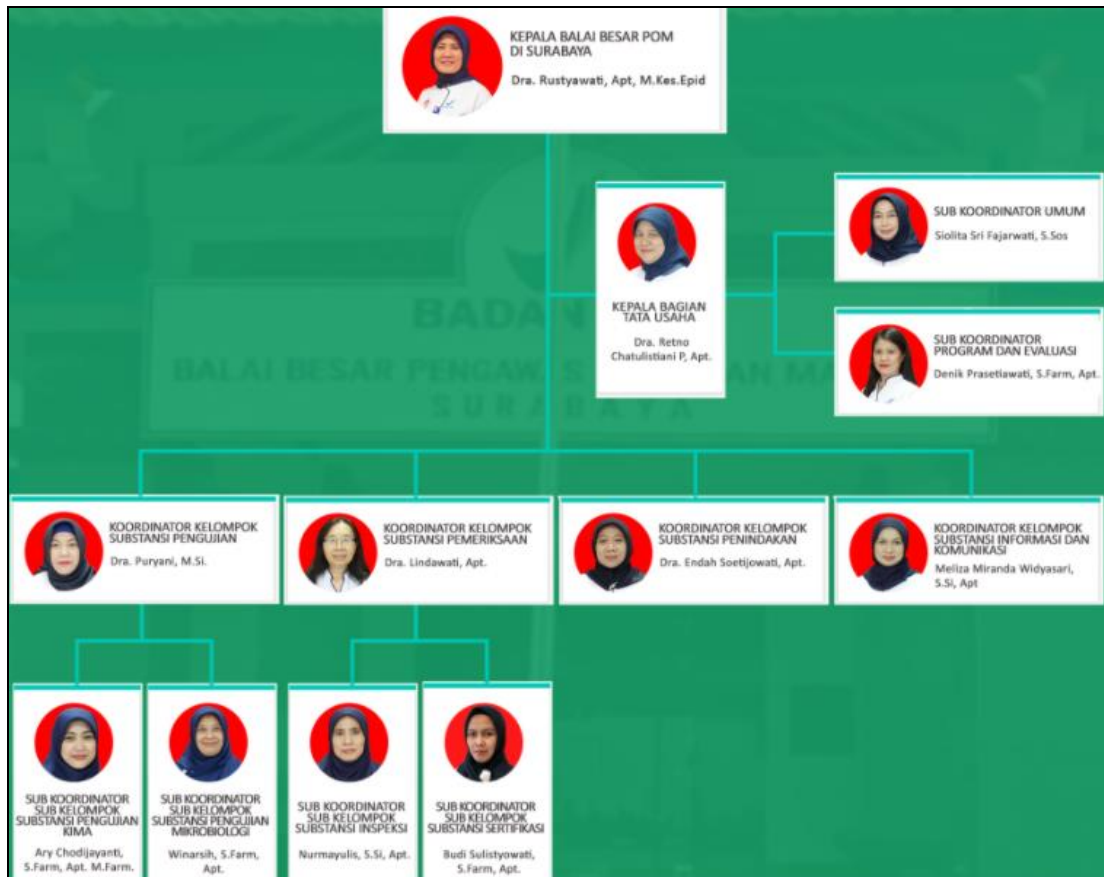 KEPALA BALAI BESAR POM
DI SURABAYA
Dra. Rustyawati, Apt, M.Kes.Epid
SUB KOORDINATOR UMUM
Siolita Sri Fajarwati, S.Sos
KEPALA BAGIAN
TATA USAHA
Dra. Retno
Chatulistiani P, Apt.
SUB KOORDINATOR
PROGRAM DAN EVALUASI
Denik Prasetiawati, S.Farm, Apt.
BADAN
BALAI BESAR PENGAWAS AN MA
SURABAYA
KOORDINATOR KELOMPOK
SUBSTANSI PENGUJIAN
Dra. Puryani, M.Si.
KOORDINATOR KELOMPOK
SUBSTANSI PEMERIKSAAN
Dra. Lindawati, Apt.
KOORDINATOR KELOMPOK
SUBSTANSI PENINDAKAN
Dra. Endah Soetijowati, Apt.
KOORDINATOR KELOMPOK
SUBSTANSI INFORMASI DAN
KOMUNIKASI
Meliza Miranda Widyasari,
S.Si, Apt
SUB KOORDINATOR
SUB KELOMPOK
SUBSTANSI PENGUJIAN
KIMA
Ary Chodijayanti,
S.Farm, Apt. M.Farm.
SUB KOORDINATOR
SUB KELOMPOK
SUBSTANSI PENGUJIAN
MIKROBIOLOGI
Winarsih, S.Farm,
Apt.
SUB KOORDINATOR
SUB KELOMPOK
SUBSTANSI INSPEKSI
Nurmayulis, S.Si, Apt.
SUB KOORDINATOR
SUB KELOMPOK
SUBSTANSI SERTIFIKASI
Budi Sulistyowati,
S.Farm, Apt.